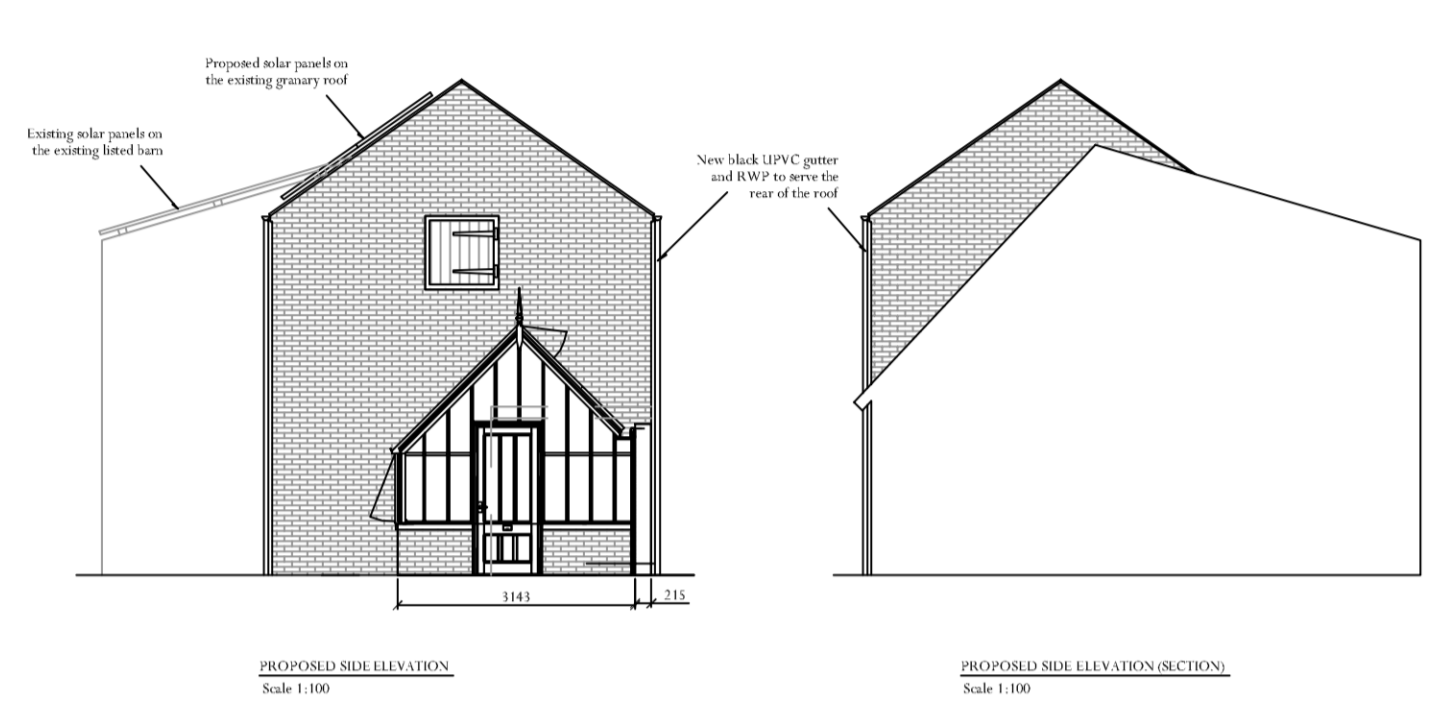 Proposed solar panels on
the existing granary roof
Existing solar panels on
the existing listed barn
New black UPVC gutter
and RWP to serve the
rear of the roof
3143
215
PROPOSED SIDE ELEVATION
Scale 1:100
PROPOSED SIDE ELEVATION (SECTION)
Scale 1:100